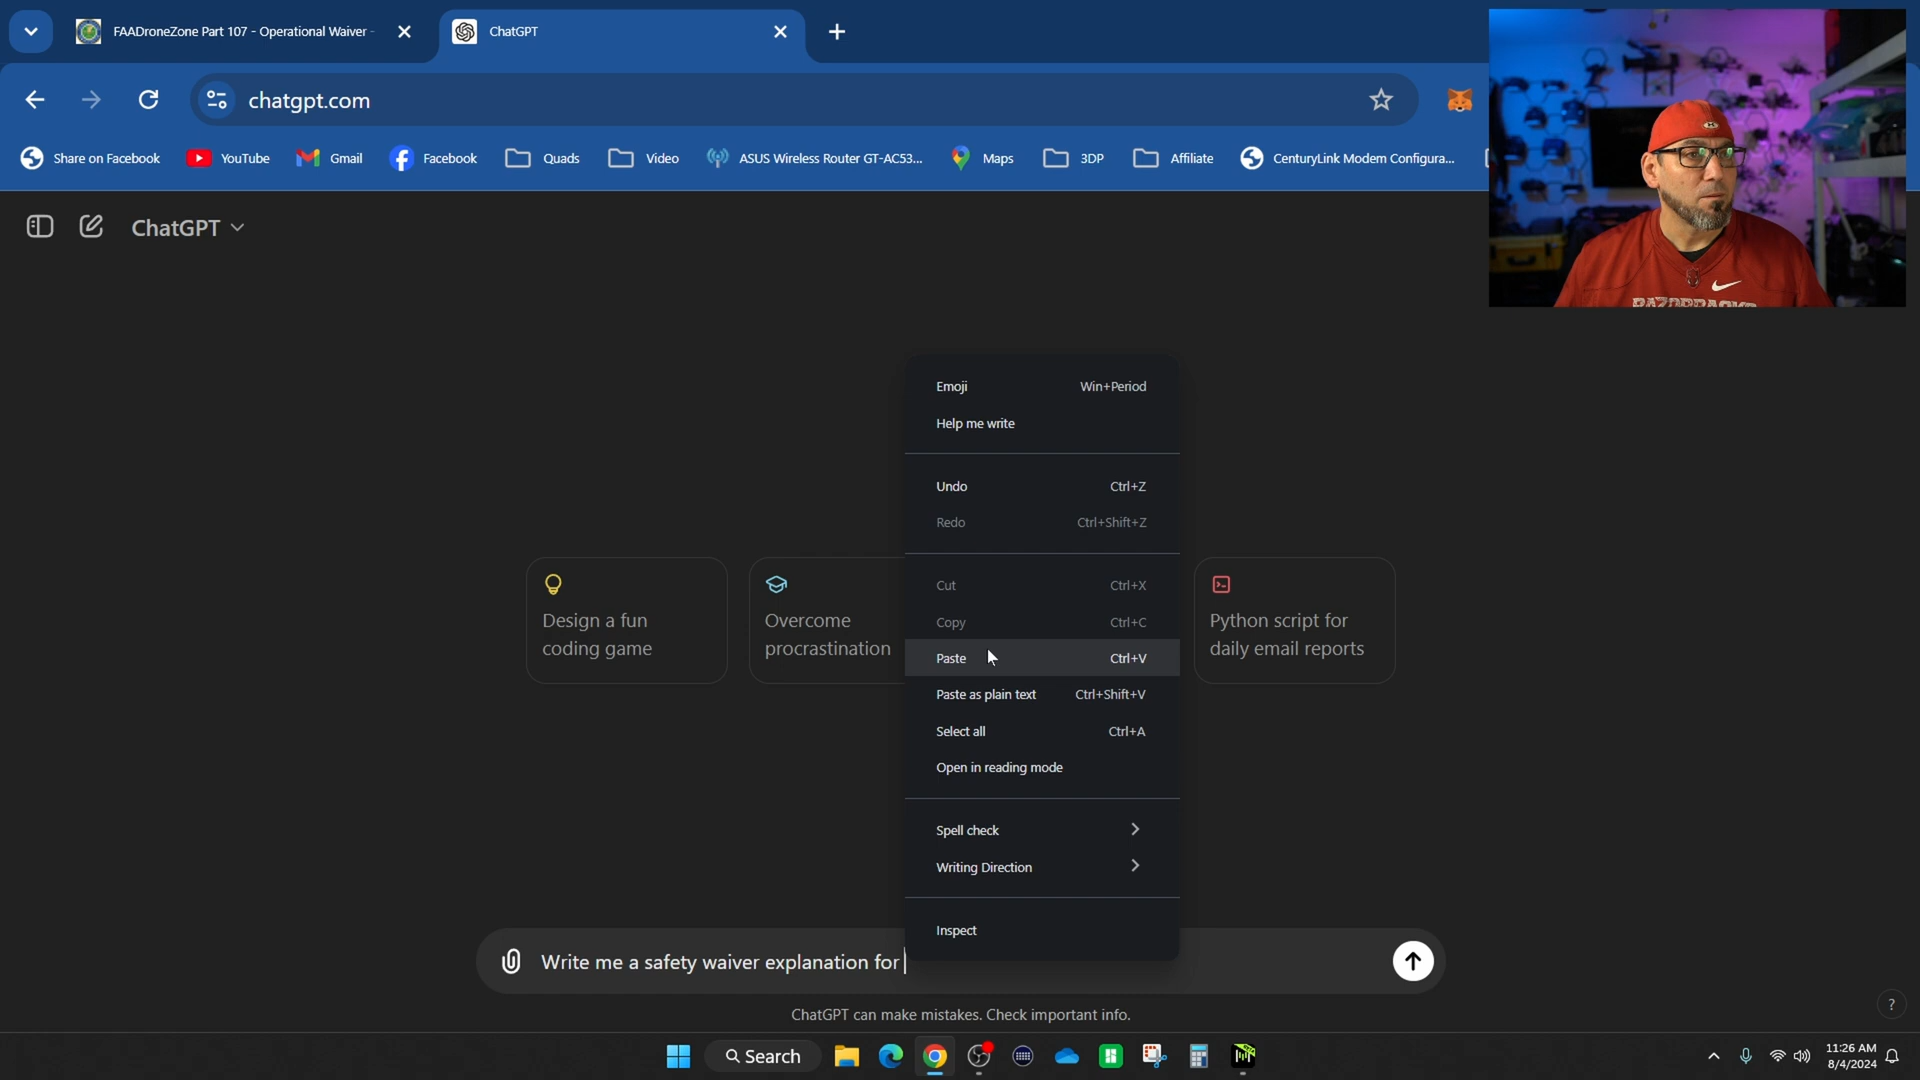 FAADroneZone Part 107 - Operational Waiver -
ChatGPT
chatgpt.com
Share on Facebook
YouTube
Gmail
Facebook
Quads
Video
ASUS Wireless Router GT-AC53...
Maps
3DP
Affiliate
CenturyLink Modem Configura...
ChatGPT
RAZORBACKS
Emoji Win+Period
Help me write
Undo Ctrl+Z
Redo Ctrl+Shift+Z
Cut Ctrl+X
Copy Ctrl+C
Paste Ctrl+V
Paste as plain text Ctrl+Shift+V
Select all Ctrl+A
Open in reading mode
Spell check
Writing Direction
Inspect
Design a fun
coding game
Overcome
procrastination
Python script for
daily email reports
Write me a safety waiver explanation for
ChatGPT can make mistakes. Check important info.
?
Search
11:26 AM
8/4/2024